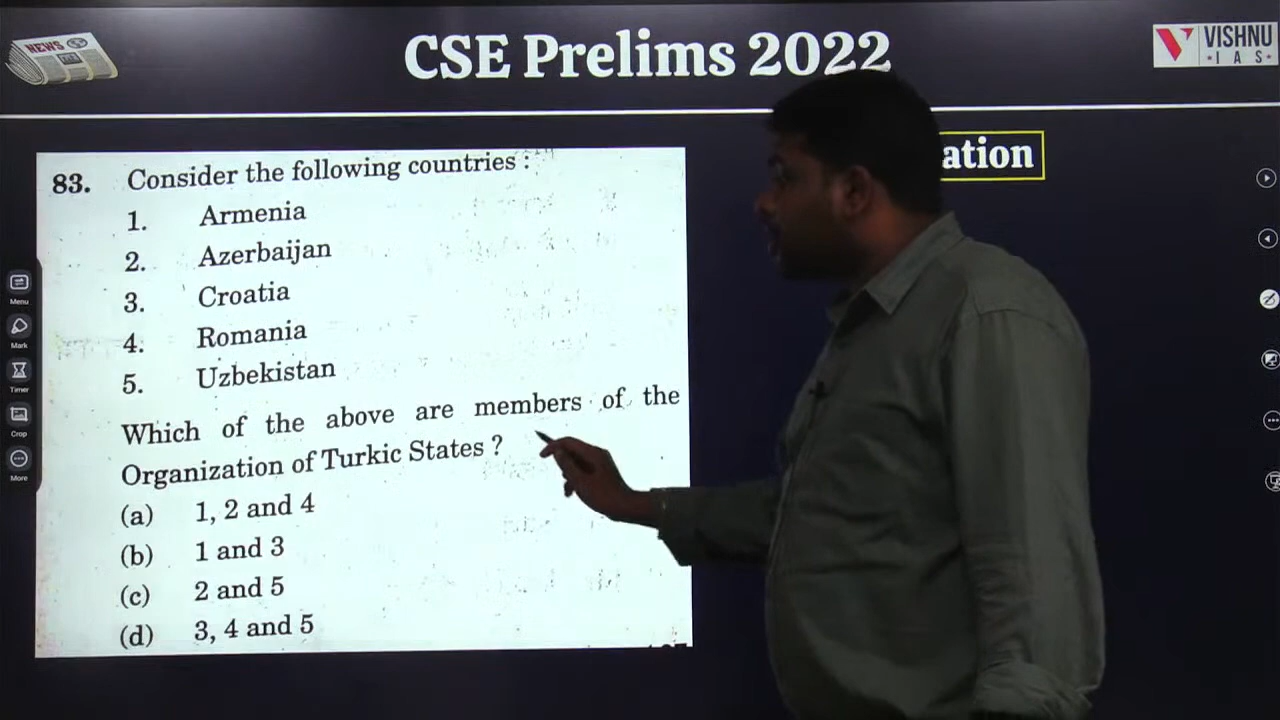 NEWS
CSE Prelims 2022
VISHNU
I A S
ation
83. Consider the following countries :
1. Armenia
2. Azerbaijan
3. Croatia
4. Romania
5. Uzbekistan
Which of the above are members of the
Organization of Turkic States ?
(a) 1, 2 and 4
(b) 1 and 3
(c) 2 and 5
(d) 3, 4 and 5
Menu
Mark
Timer
Crop
More